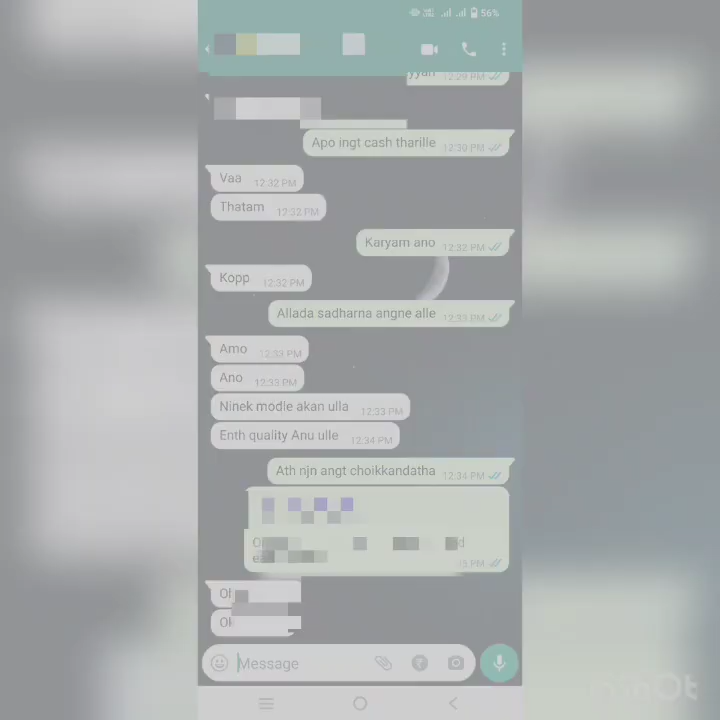 56%
12:29 PM
Apo ingt cash tharille 12:30 PM
Vaa 12:32 PM
Thatam 12:32 PM
Karyam ano 12:32 PM
Kopp 12:32 PM
Allada sadharna angne alle 12:33 PM
Amo 12:33 PM
Ano 12:33 PM
Ninek modle akan ulla 12:33 PM
Enth quality Anu ulle 12:34 PM
Ath njn angt choikkandatha 12:34 PM
Message